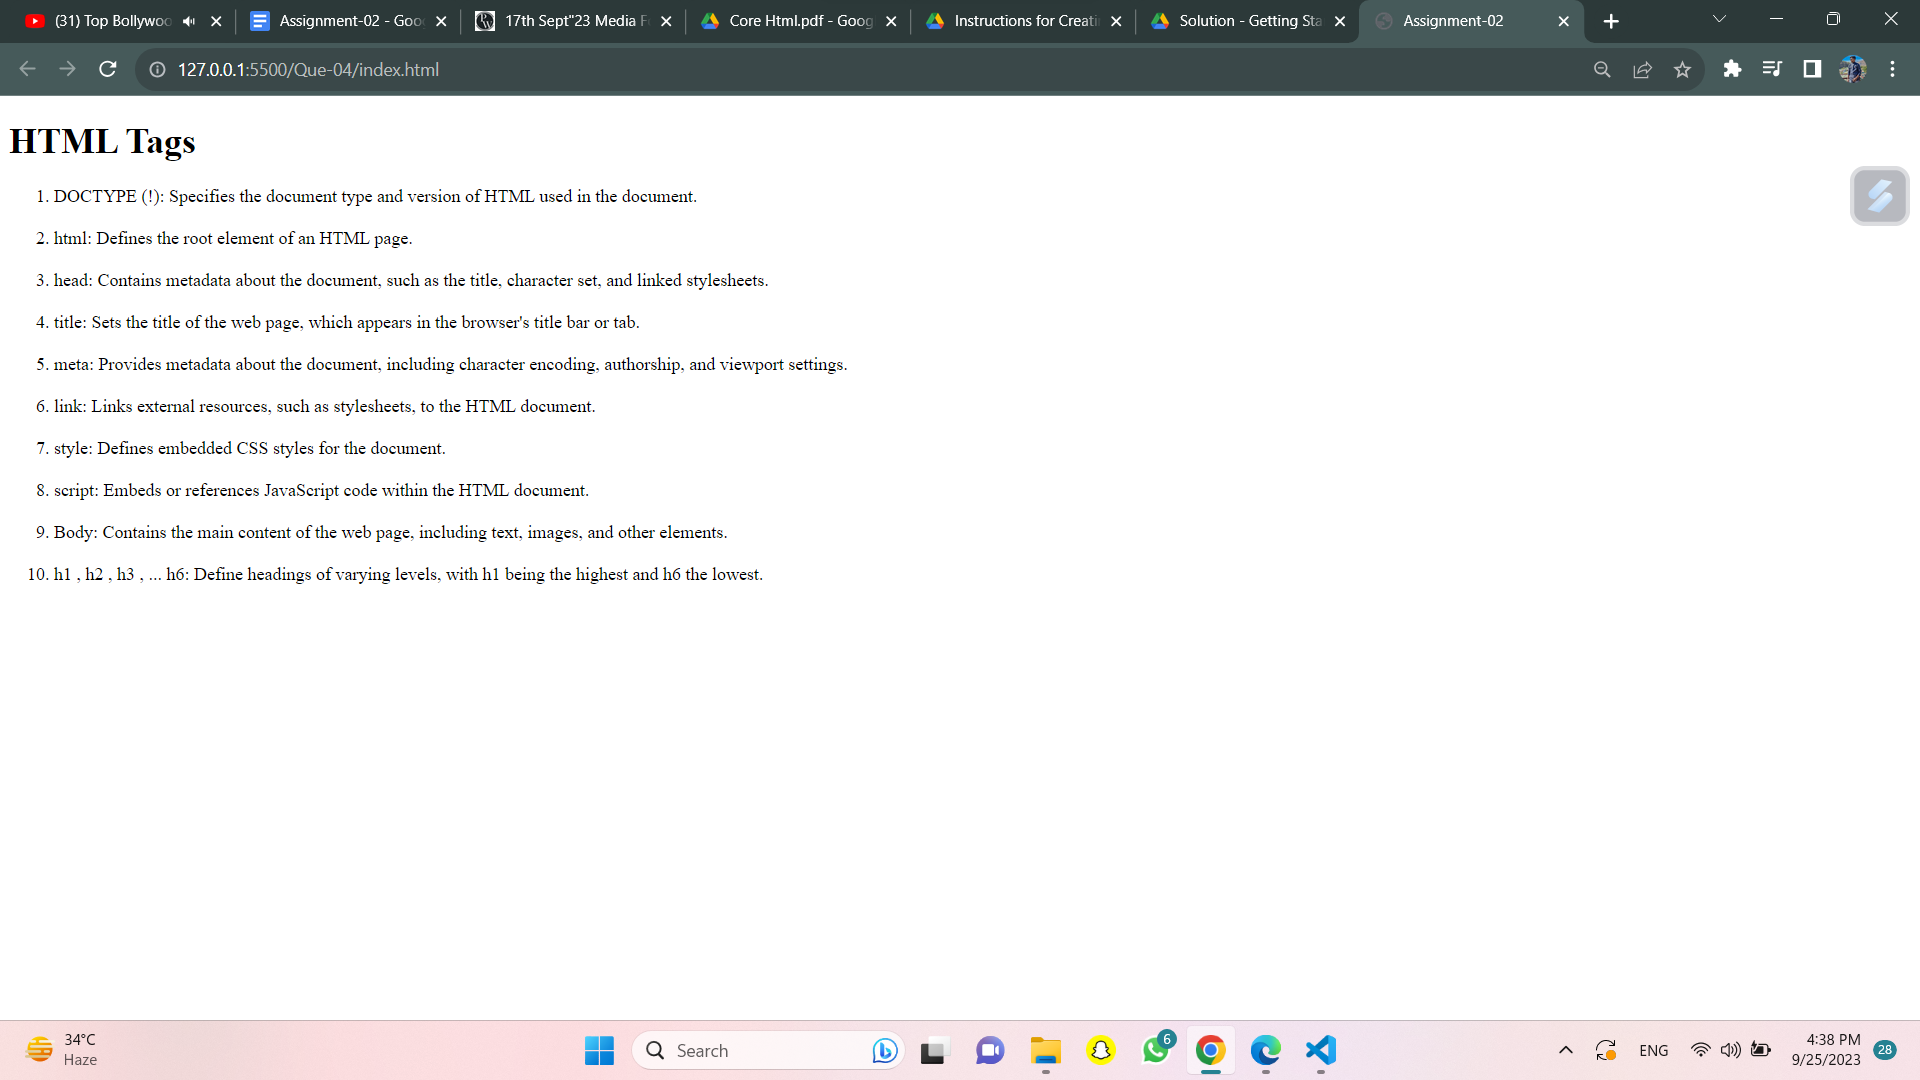 (31) Top Bollywoo
Assignment-02 - Goo
17th Sept"23 Media F
Core Html.pdf - Goog
Instructions for Creati
Solution - Getting Sta
Assignment-02
127.0.0.1:5500/Que-04/index.html
HTML Tags
1. DOCTYPE (!): Specifies the document type and version of HTML used in the document.
2. html: Defines the root element of an HTML page.
3. head: Contains metadata about the document, such as the title, character set, and linked stylesheets.
4. title: Sets the title of the web page, which appears in the browser's title bar or tab.
5. meta: Provides metadata about the document, including character encoding, authorship, and viewport settings.
6. link: Links external resources, such as stylesheets, to the HTML document.
7. style: Defines embedded CSS styles for the document.
8. script: Embeds or references JavaScript code within the HTML document.
9. Body: Contains the main content of the web page, including text, images, and other elements.
10. h1 , h2 , h3 , ... h6: Define headings of varying levels, with h1 being the highest and h6 the lowest.
34°C
Haze
Search
6
ENG
4:38 PM
9/25/2023
28